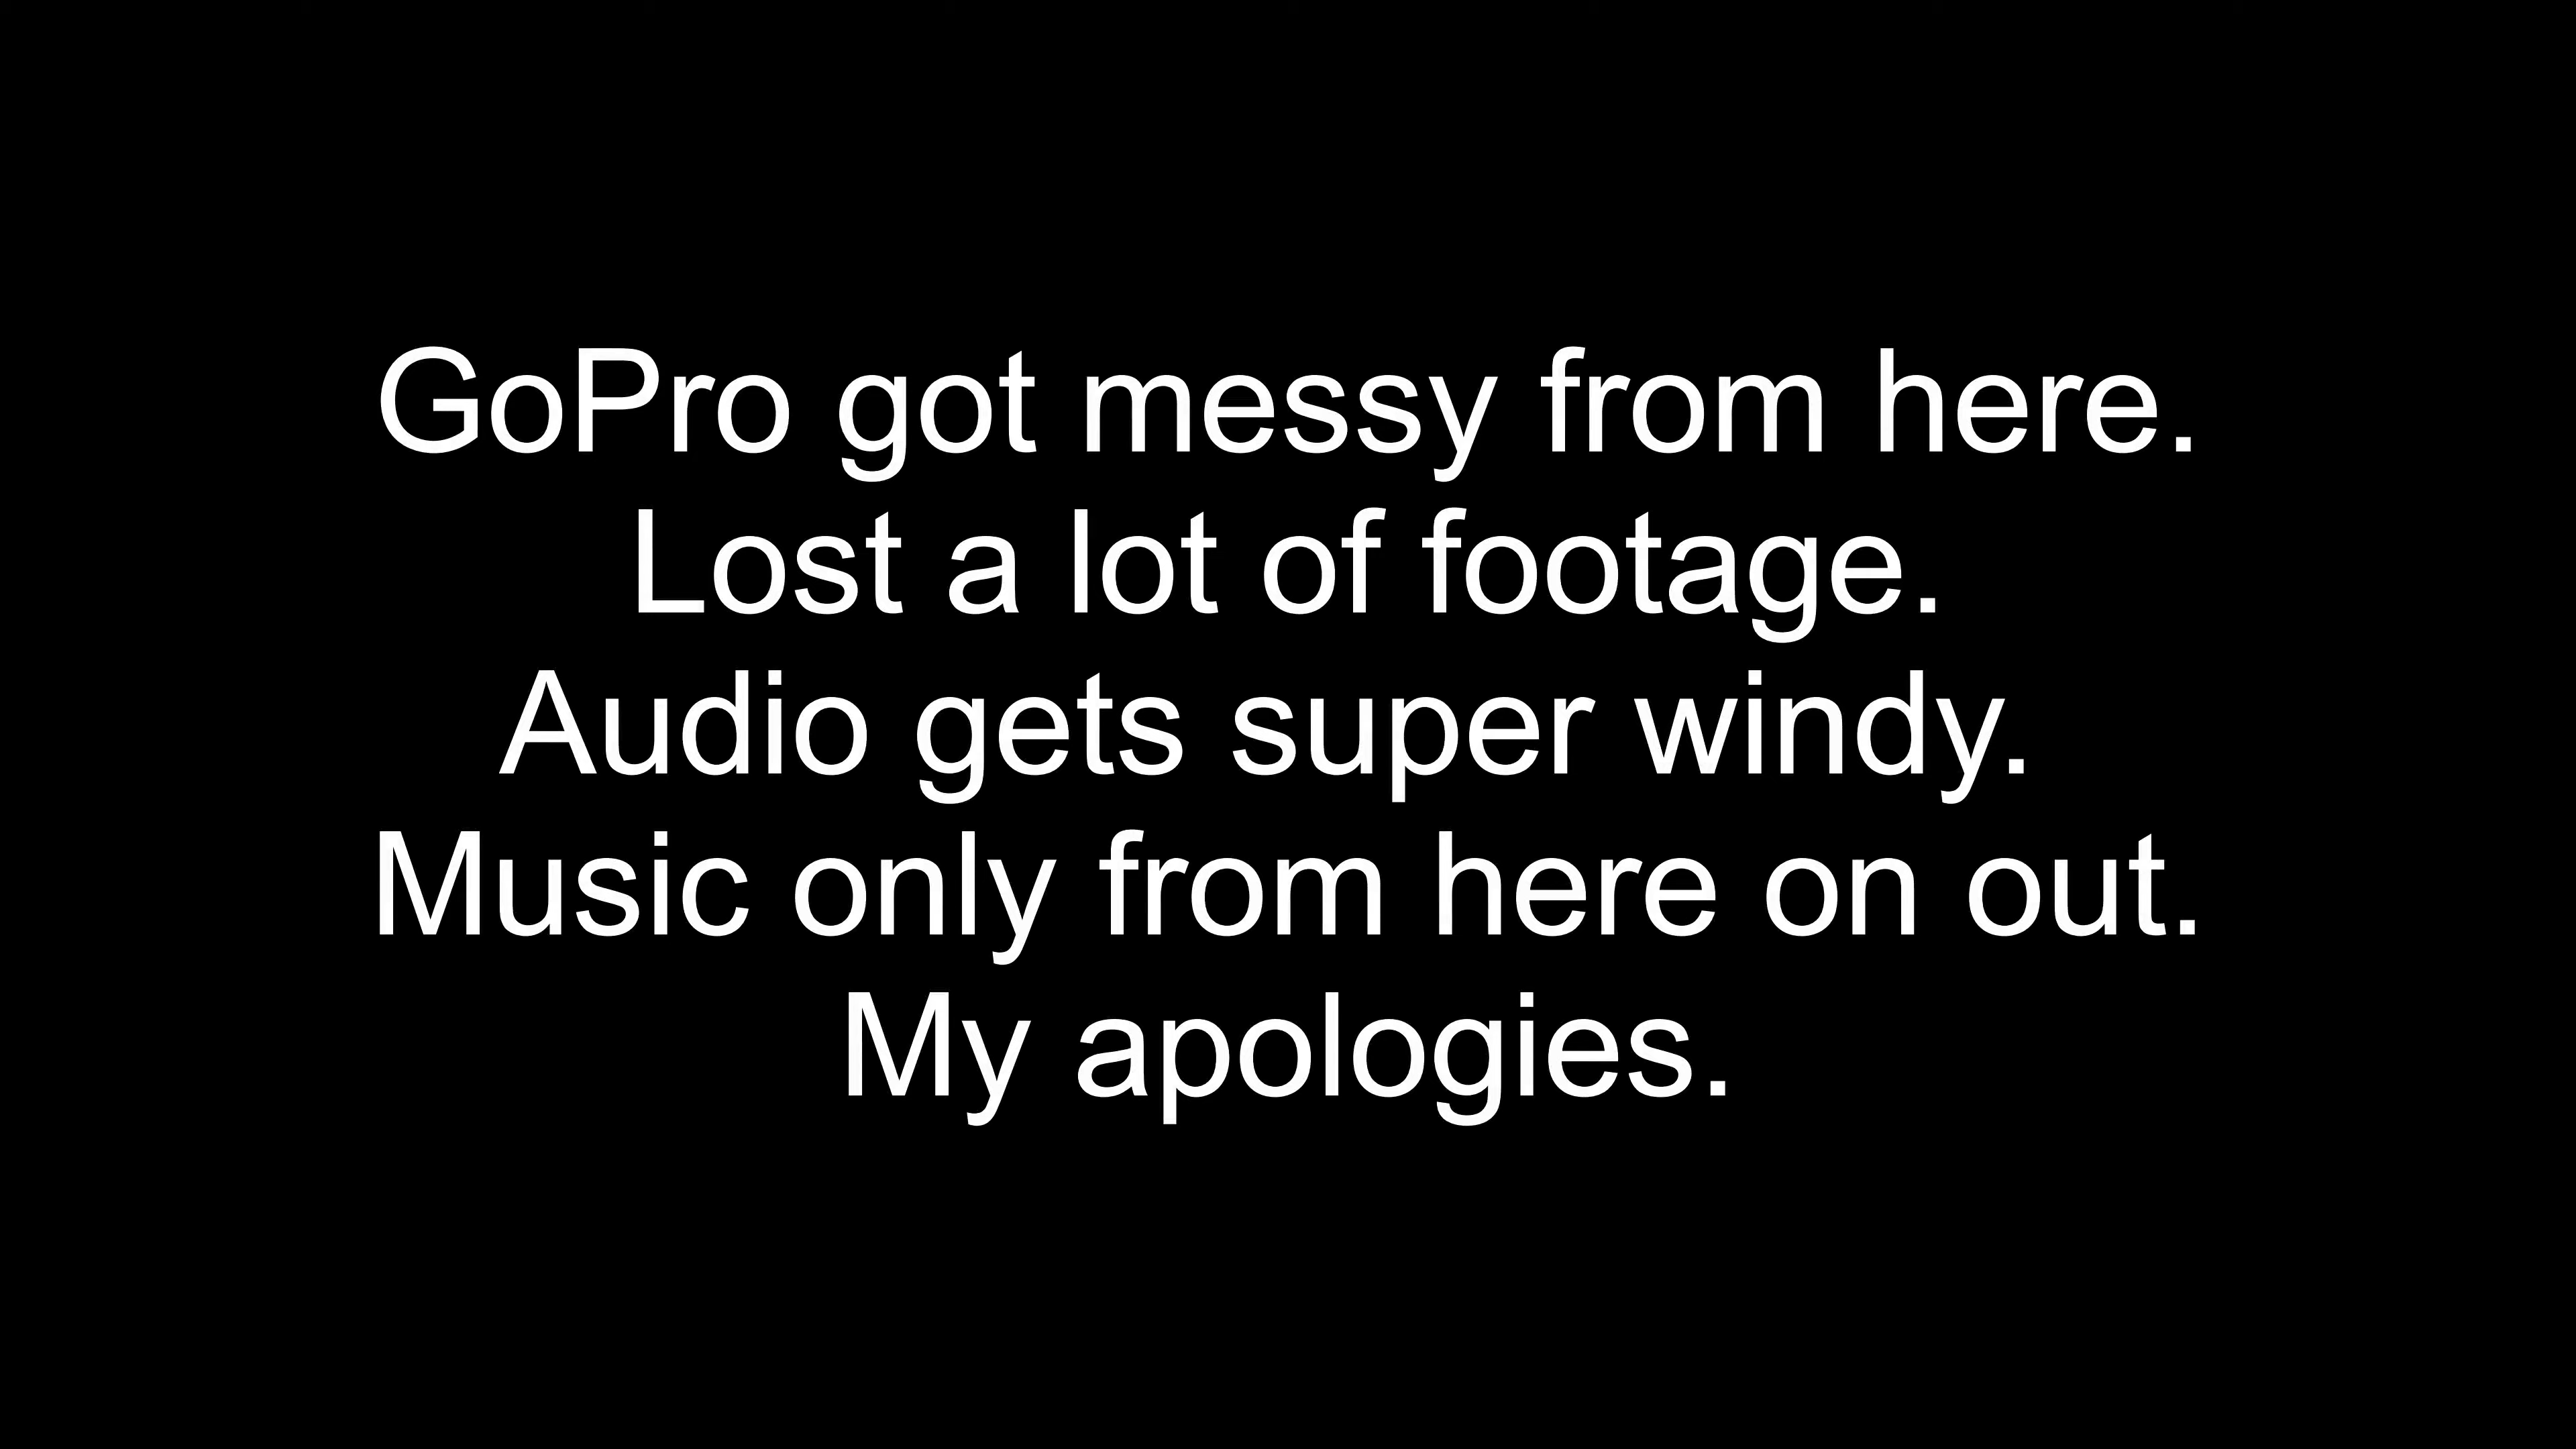 GoPro got messy from here.
Lost a lot of footage.
Audio gets super windy.
Music only from here on out.
My apologies.